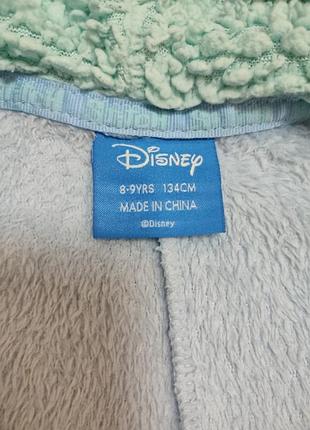 Disney
8-9YRS 134CM
MADE IN CHINA
©Disney